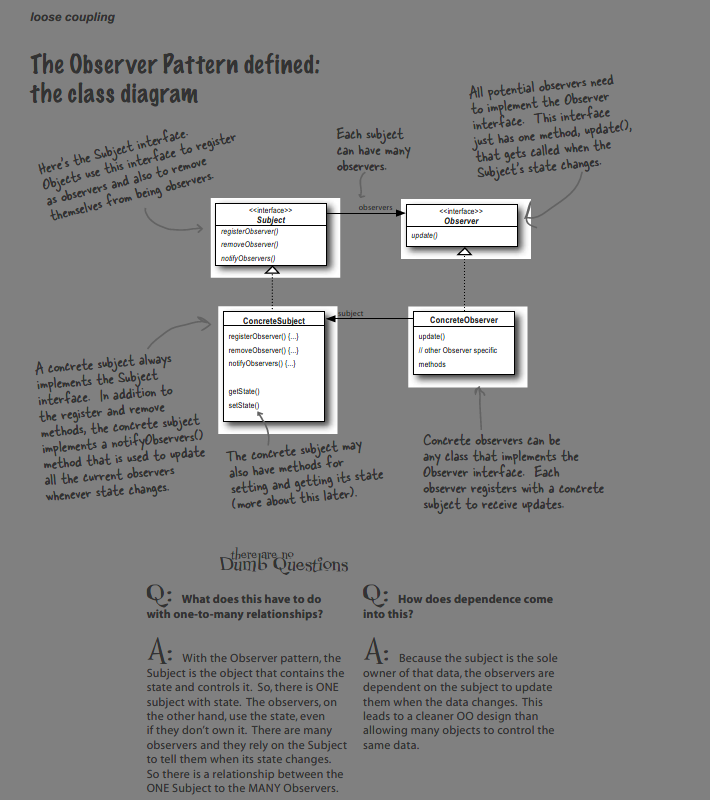 loose coupling
The Observer Pattern defined:
the class diagram
Here's the Subject interface.
Objects use this interface to register
as observers and also to remove
themselves from being observers.
Each subject
can have many
observers.
All potential observers need
to implement the Observer
interface. This interface
just has one method, update(),
that gets called when the
Subject's state changes.
<<interface>>
Subject
registerObserver()
removeObserver()
notifyObservers()
observers
<<interface>>
Observer
update()
ConcreteSubject
registerObserver() {...}
removeObserver() {...}
notifyObservers() {...}
getState()
setState()
subject
ConcreteObserver
update()
// other Observer specific
methods
A concrete subject always
implements the Subject
interface. In addition to
the register and remove
methods, the concrete subject
implements a notifyObservers()
method that is used to update
all the current observers
whenever state changes.
The concrete subject may
also have methods for
setting and getting its state
(more about this later).
Concrete observers can be
any class that implements the
Observer interface. Each
observer registers with a concrete
subject to receive updates.
there are no
Dumb Questions
Q: What does this have to do
with one-to-many relationships?
A: With the Observer pattern, the
Subject is the object that contains the
state and controls it. So, there is ONE
subject with state. The observers, on
the other hand, use the state, even
if they don't own it. There are many
observers and they rely on the Subject
to tell them when its state changes.
So there is a relationship between the
ONE Subject to the MANY Observers.
Q: How does dependence come
into this?
A: Because the subject is the sole
owner of that data, the observers are
dependent on the subject to update
them when the data changes. This
leads to a cleaner OO design than
allowing many objects to control the
same data.